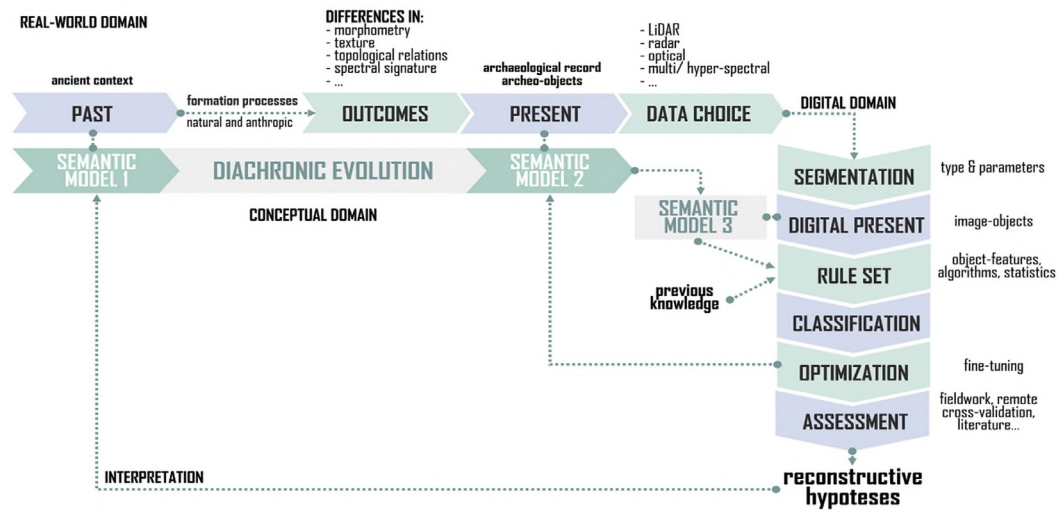 REAL-WORLD DOMAIN
DIFFERENCES IN:
- morphometry
- texture
- topological relations
- spectral signature
- ...
- LiDAR
- radar
- optical
- multi/ hyper-spectral
- ...
ancient context
archaeological record
archeo-objects
PAST
formation processes
natural and anthropic
OUTCOMES
PRESENT
DATA CHOICE
DIGITAL DOMAIN
SEMANTIC
MODEL 1
DIACHRONIC EVOLUTION
SEMANTIC
MODEL 2
CONCEPTUAL DOMAIN
SEMANTIC
MODEL 3
previous
knowledge
SEGMENTATION
type & parameters
DIGITAL PRESENT
image-objects
RULE SET
object-features,
algorithms, statistics
CLASSIFICATION
OPTIMIZATION
fine-tuning
ASSESSMENT
fieldwork, remote
cross-validation,
literature...
INTERPRETATION
reconstructive
hypoteses